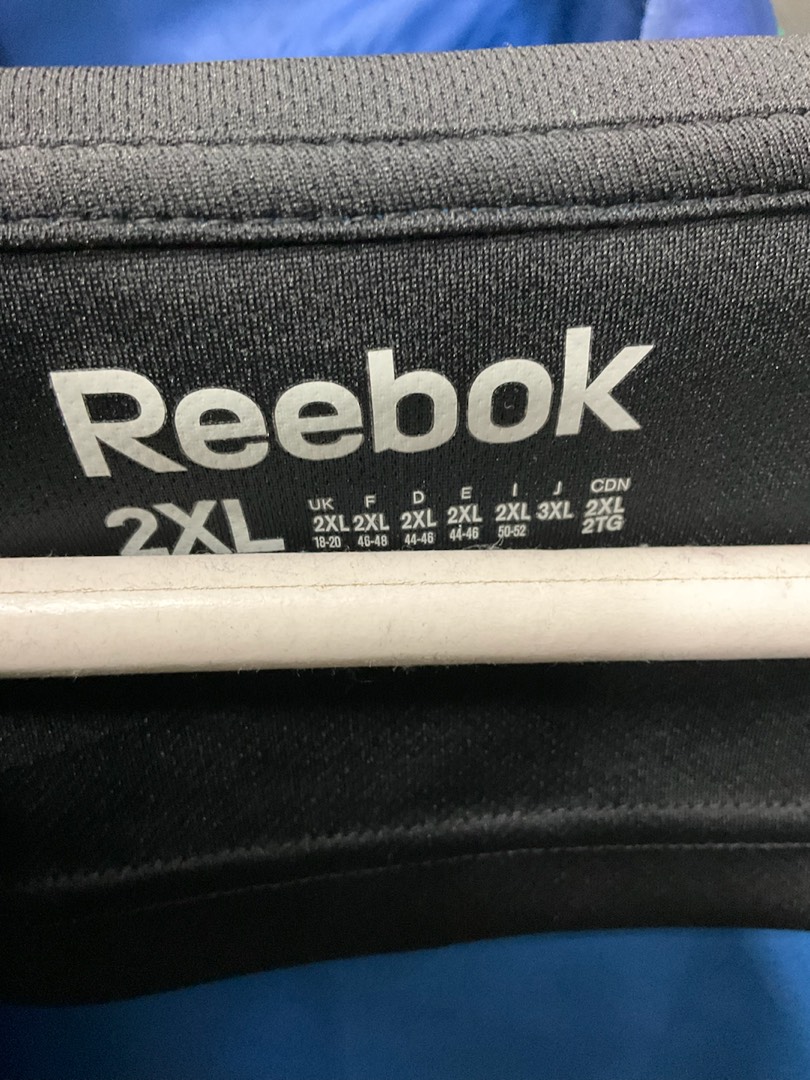 Reebok
2XL
UK F D E I J CDN
2XL 2XL 2XL 2XL 2XL 3XL 2XL
18-20 46-48 44-46 44-46 50-52 2TG